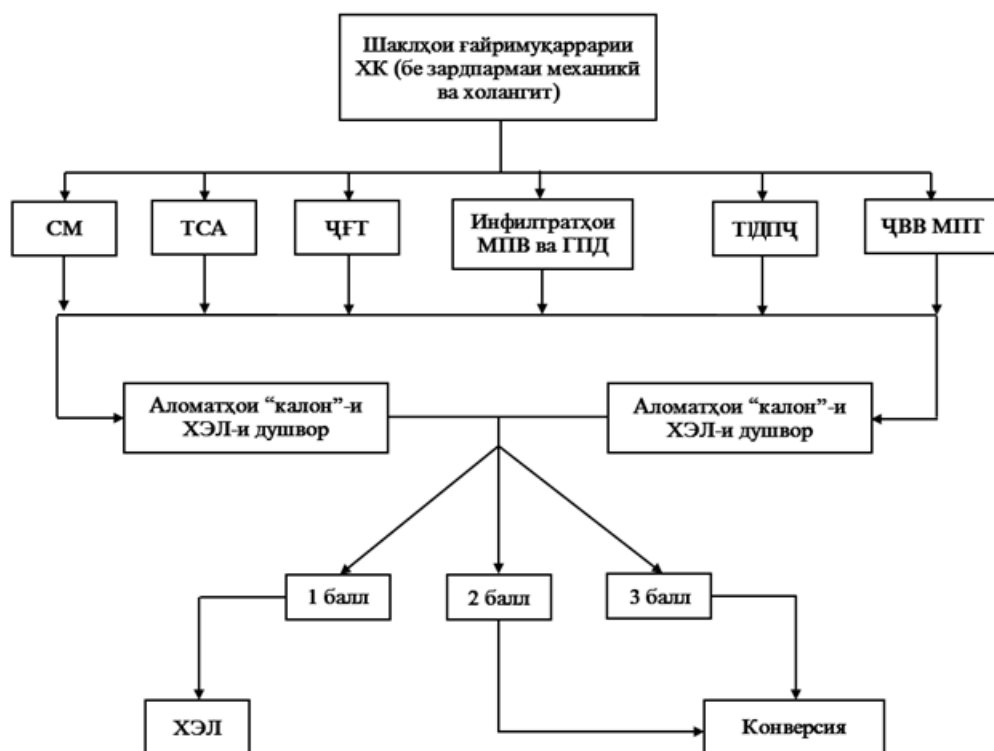 Шаклҳои ғайримуқаррарии
ХК (бе зардпармаи механикӣ
ва холангит)
СМ
ТСА
ҶҒТ
Инфилтратҳои
МПВ ва ГПД
ТДПҶ
ҶВВ МПТ
Аломатҳои “калон”-и
ХЭЛ-и душвор
Аломатҳои “калон”-и
ХЭЛ-и душвор
1 балл
2 балл
3 балл
ХЭЛ
Конверсия